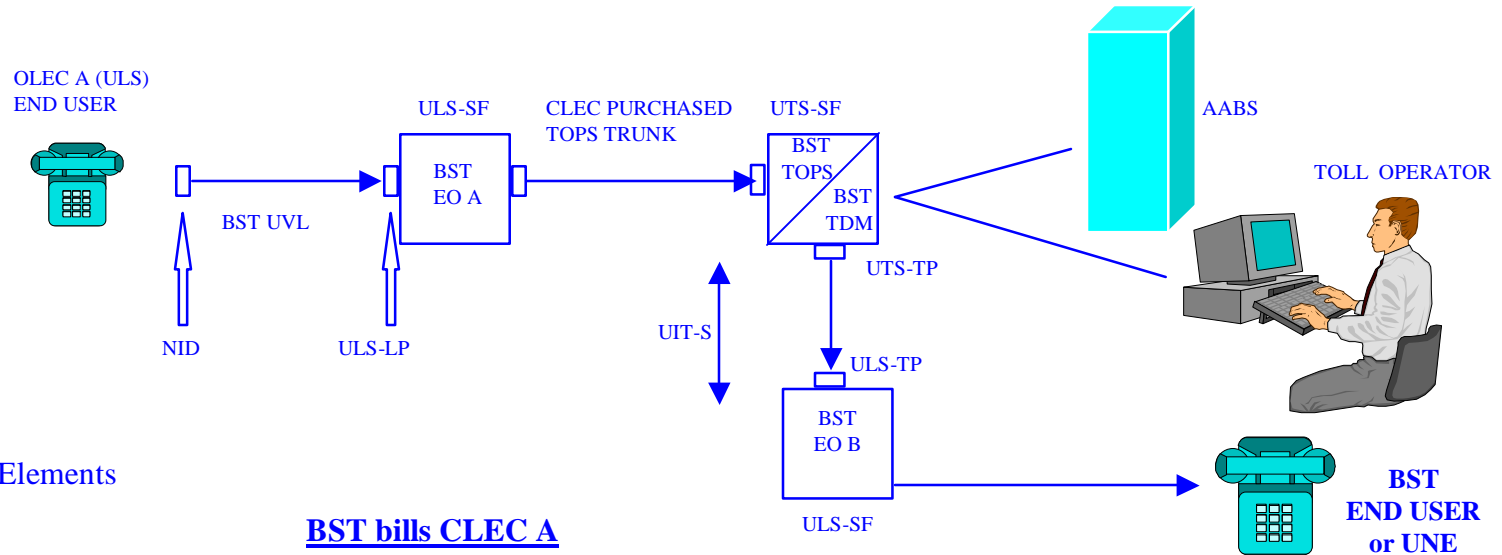 OLEC A (ULS)
END USER
ULS-SF
CLEC PURCHASED
TOPS TRUNK
UTS-SF
AABS
BST
EO A
BST
TOPS
BST
TDM
TOLL OPERATOR
BST UVL
UTS-TP
NID
ULS-LP
UIT-S
ULS-TP
BST
EO B
Elements
BST bills CLEC A
ULS-SF
BST
END USER
or UNE